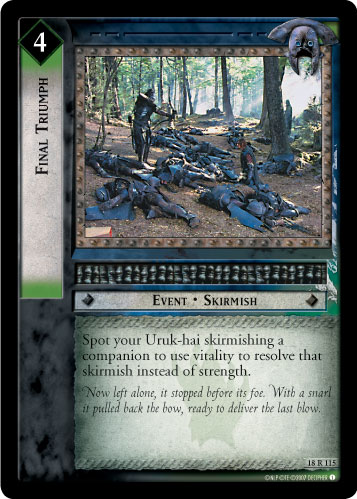 4
FINAL TRIUMPH
EVENT • SKIRMISH
Spot your Uruk-hai skirmishing a
companion to use vitality to resolve that
skirmish instead of strength.
Now left alone, it stopped before its foe. With a snarl
it pulled back the bow, ready to deliver the last blow.
18 R 115